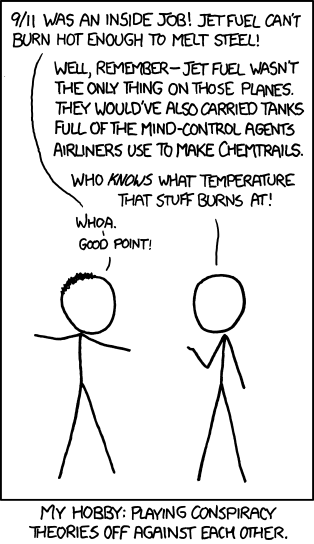 9/11 WAS AN INSIDE JOB! JET FUEL CAN'T
BURN HOT ENOUGH TO MELT STEEL!
WELL, REMEMBER—JET FUEL WASN'T
THE ONLY THING ON THOSE PLANES.
THEY WOULD'VE ALSO CARRIED TANKS
FULL OF THE MIND-CONTROL AGENTS
AIRLINERS USE TO MAKE CHEMTRAILS.
WHO KNOWS WHAT TEMPERATURE
THAT STUFF BURNS AT!
WHOA.
GOOD POINT!
MY HOBBY: PLAYING CONSPIRACY
THEORIES OFF AGAINST EACH OTHER.